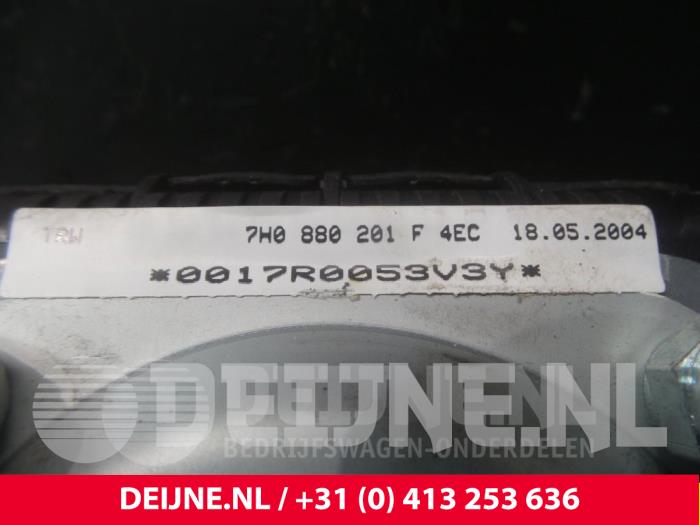 TRW 7H0 880 201 F 4EC 18.05.2004
*0017R0053V3Y*
DEIJNE.NL
BEDRIJFSWAGEN-ONDERDELEN
DEIJNE.NL / +31 (0) 413 253 636